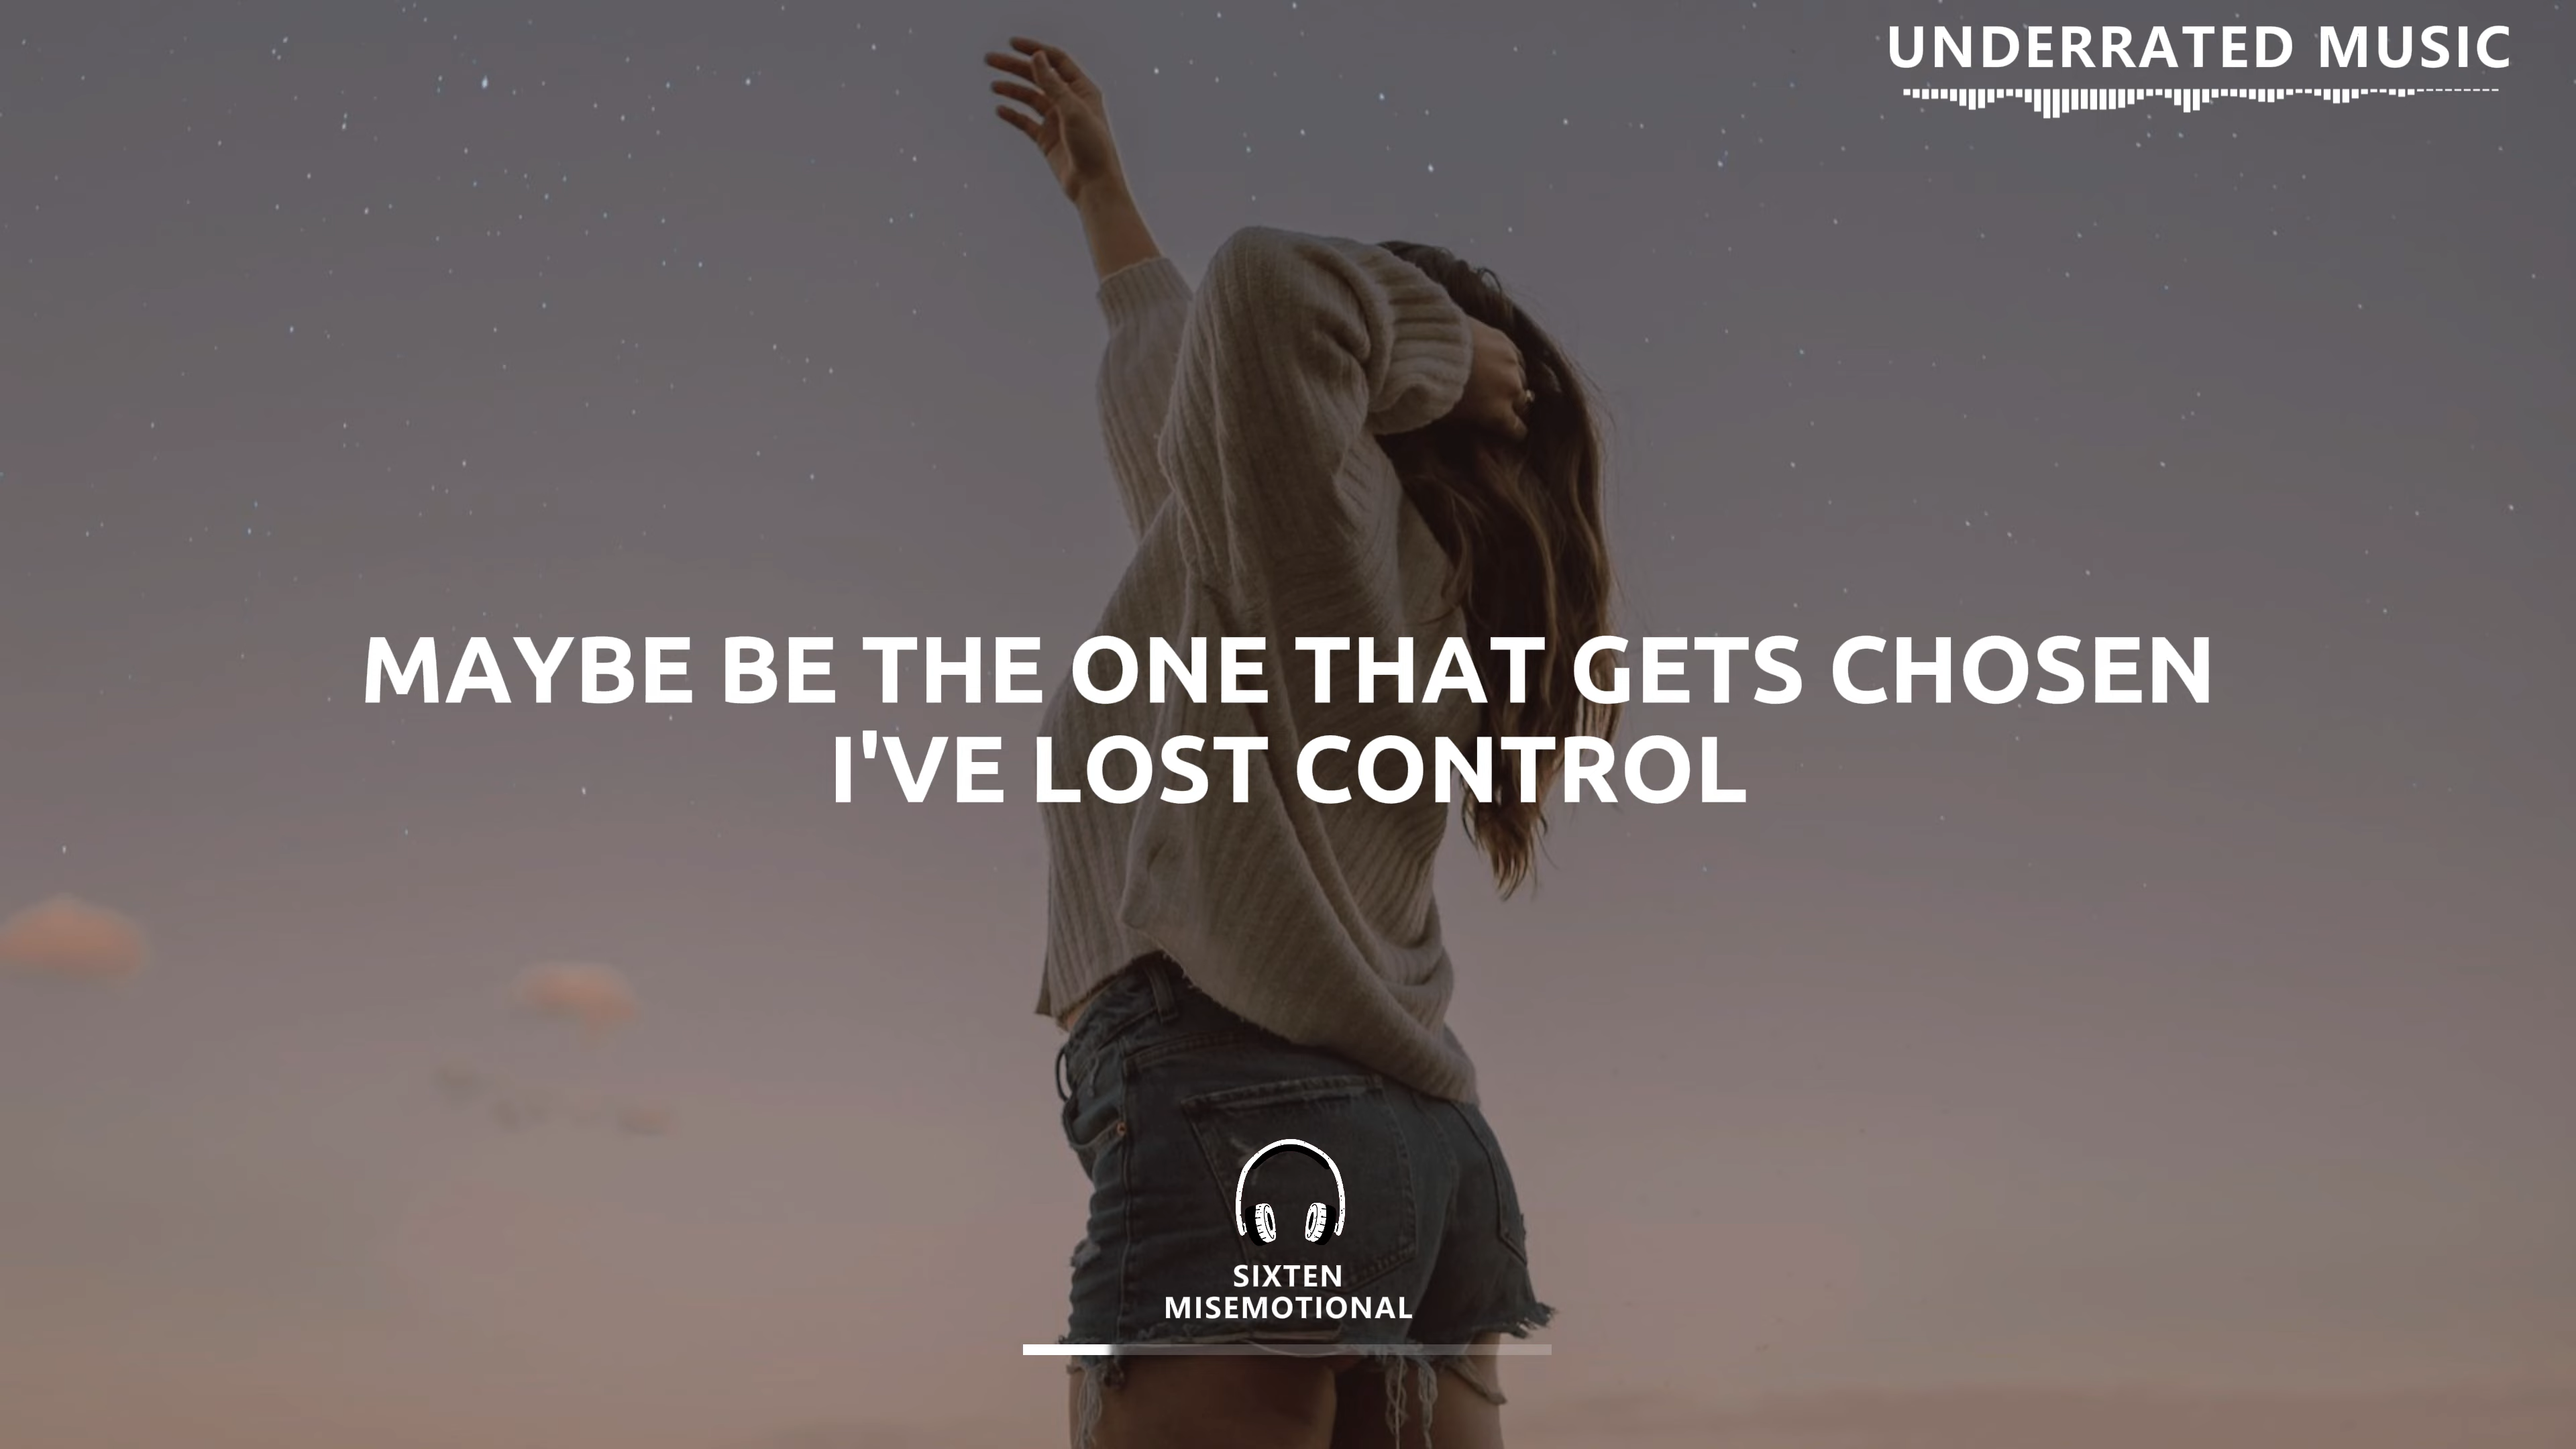 UNDERRATED MUSIC
MAYBE BE THE ONE THAT GETS CHOSEN
I'VE LOST CONTROL
SIXTEN
MISEMOTIONAL